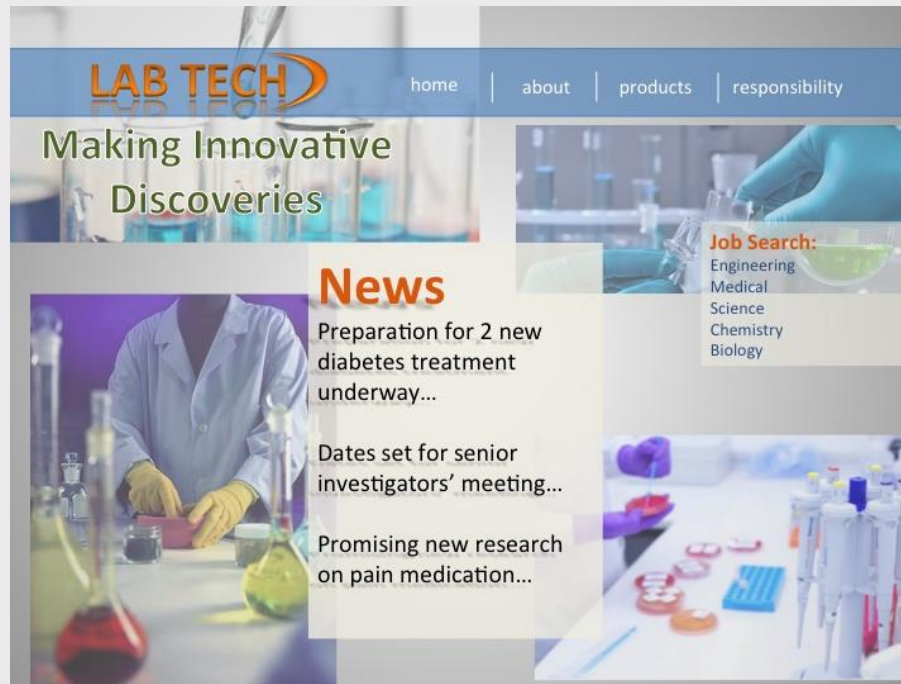 LAB TECH
home
about
products
responsibility
Making Innovative
Discoveries
Job Search:
Engineering
Medical
Science
Chemistry
Biology
News
Preparation for 2 new
diabetes treatment
underway...
Dates set for senior
investigators’ meeting...
Promising new research
on pain medication...